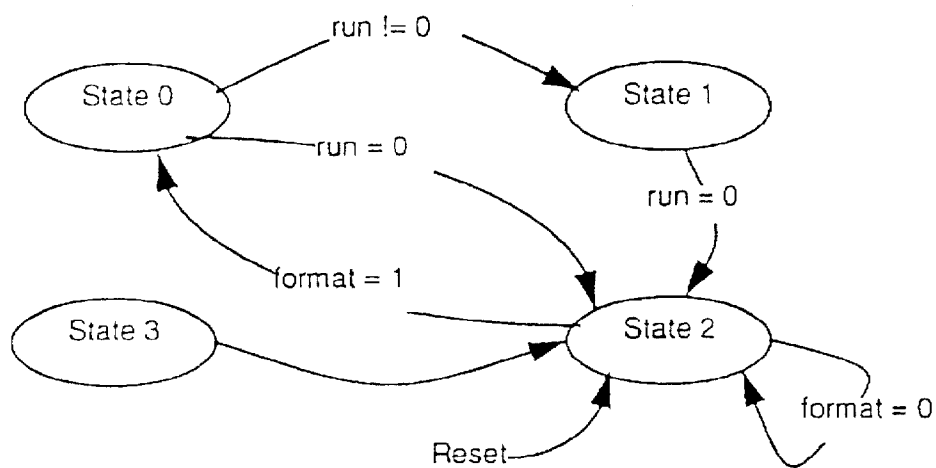 run != 0
State 0
State 1
run = 0
run = 0
format = 1
State 3
State 2
format = 0
Reset